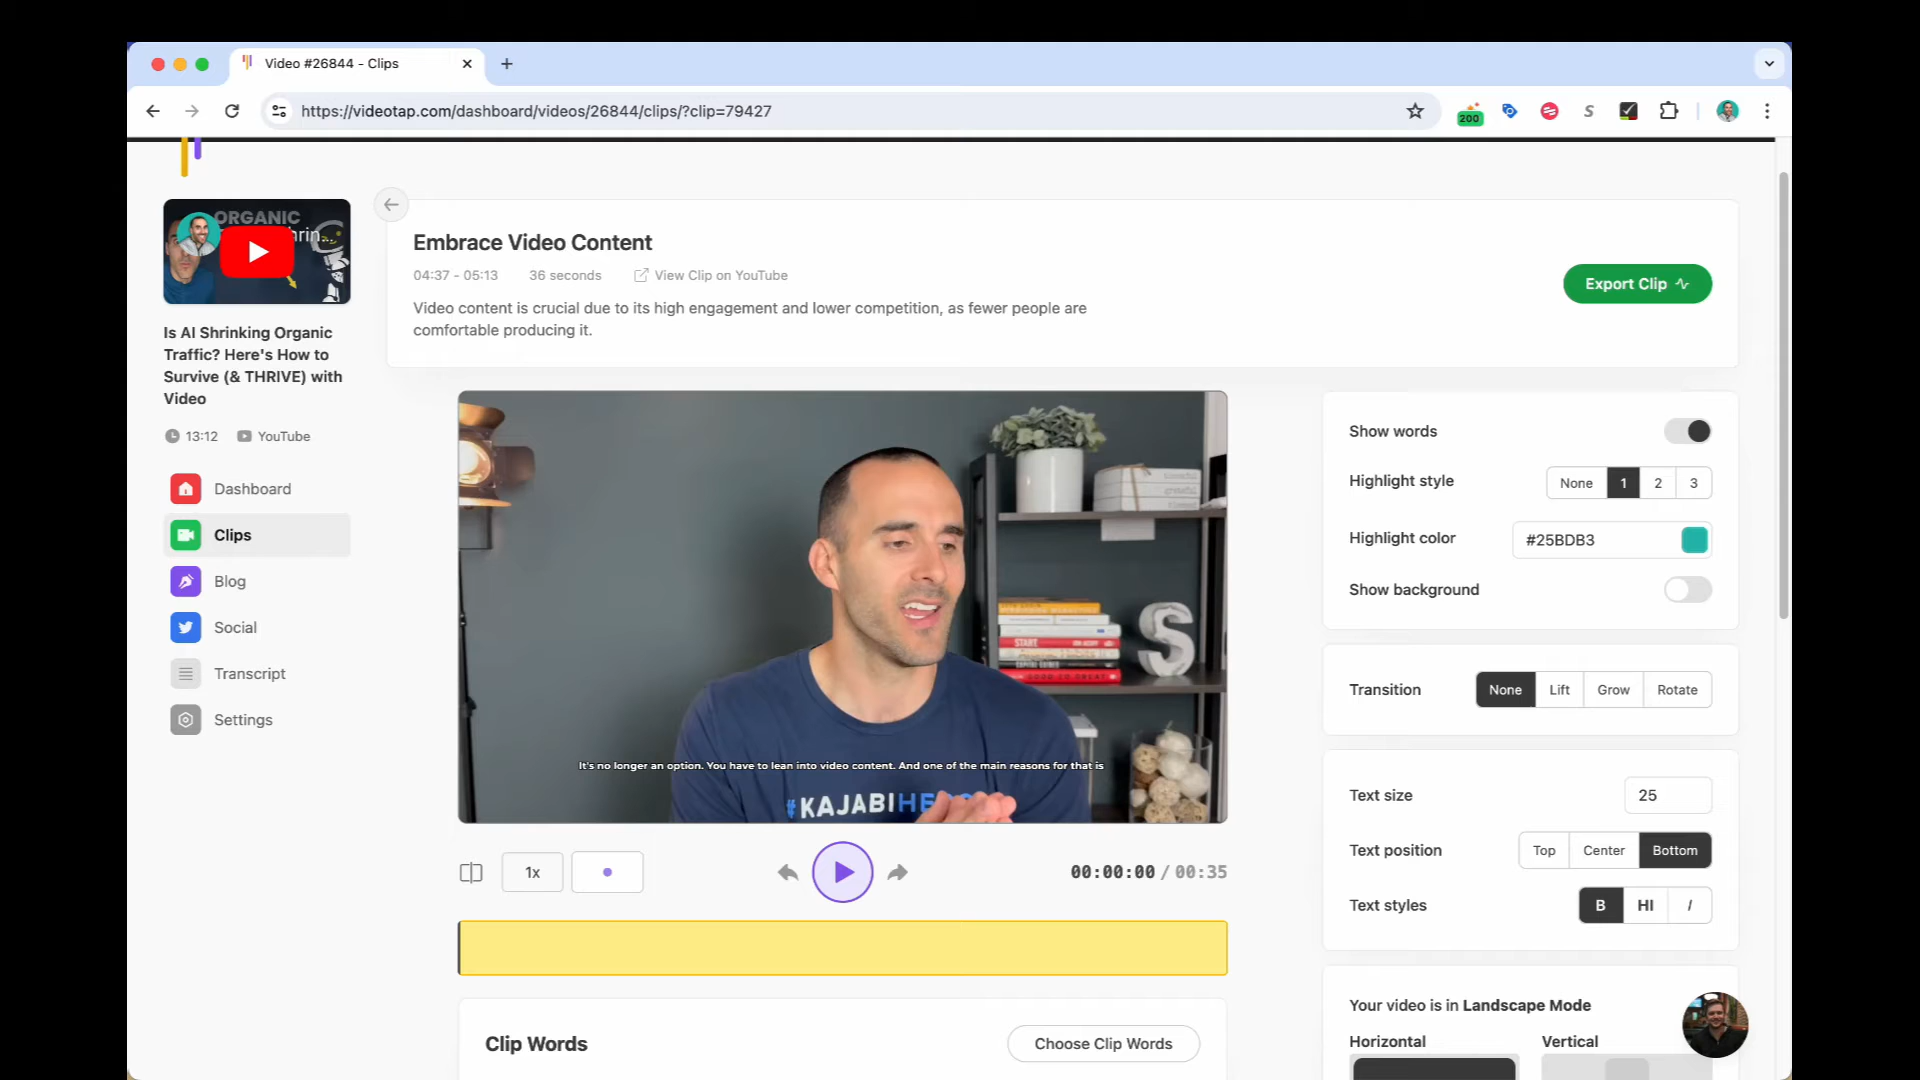 Video #26844 - Clips
https://videotap.com/dashboard/videos/26844/clips/?clip=79427
200
S
ORGANIC
hrin...
Is AI Shrinking Organic
Traffic? Here's How to
Survive (& THRIVE) with
Video
13:12 YouTube
Dashboard
Clips
Blog
Social
Transcript
Settings
Embrace Video Content
04:37 - 05:13 36 seconds View Clip on YouTube
Video content is crucial due to its high engagement and lower competition, as fewer people are
comfortable producing it.
Export Clip
START
S
It's no longer an option. You have to lean into video content. And one of the main reasons for that is
#KAJABIHE
1x
00:00:00 / 00:35
Clip Words
Choose Clip Words
Show words
Highlight style None 1 2 3
Highlight color #25BDB3
Show background
Transition None Lift Grow Rotate
Text size 25
Text position Top Center Bottom
Text styles B HI I
Your video is in Landscape Mode
Horizontal Vertical